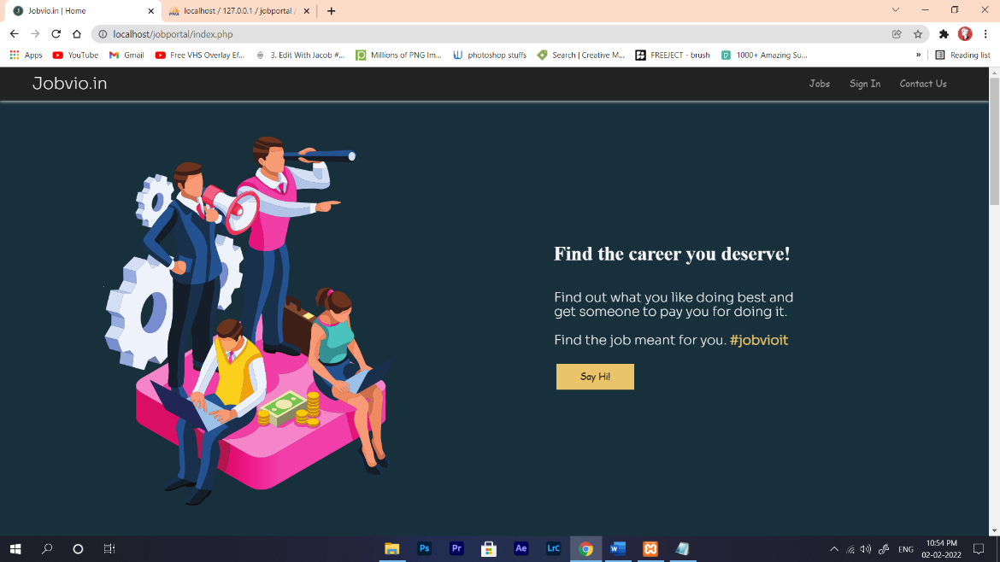 Jobvio.in | Home
localhost / 127.0.0.1 / jobportal /
localhost/jobportal/index.php
Apps YouTube Gmail Free VHS Overlay Ef... 3. Edit With Jacob #... Millions of PNG Im... photoshop stuffs Search | Creative M... FREEJECT - brush 1000+ Amazing Su... » Reading list
Jobvio.in
Jobs Sign In Contact Us
Find the career you deserve!
Find out what you like doing best and
get someone to pay you for doing it.
Find the job meant for you. #jobvioit
Say Hi!
Ps Pr Ae LrC W
ENG
10:54 PM
02-02-2022